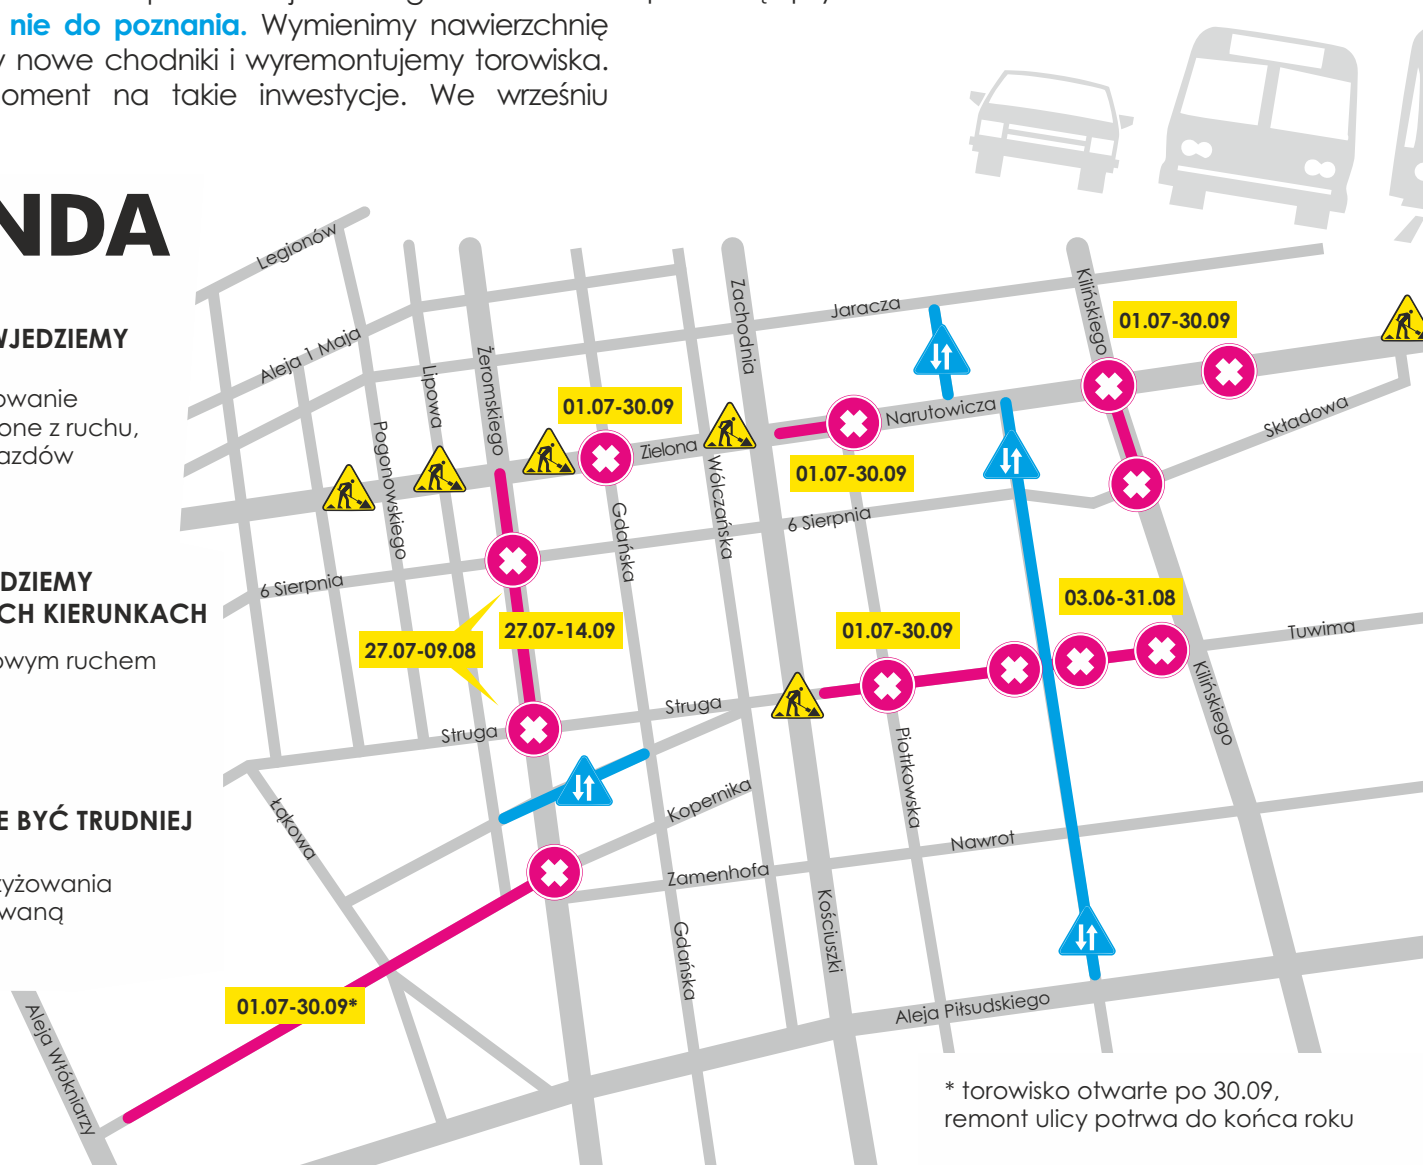 nie do poznania. Wymienimy nawierzchnię
nowe chodniki i wyremontujemy torowiska.
oment na takie inwestycje. We wrześniu
NDA
WJEDZIEMY
owanie
one z ruchu,
azdów
DZIEMY
CH KIERUNKACH
owym ruchem
E BYĆ TRUDNIEJ
zyżowania
waną
Legionów
Aleja 1 Maja
Lipowa
Pogonowskiego
Żeromskiego
Zachodnia
Jaracza
Kilińskiego
01.07-30.09
01.07-30.09
Zielona
Narutowicza
Składowa
01.07-30.09
Wólczańska
Gdańska
6 Sierpnia
6 Sierpnia
27.07-09.08
27.07-14.09
01.07-30.09
03.06-31.08
Tuwima
Struga
Struga
Kilińskiego
Piotrkowska
Łąkowa
Kopernika
Nawrot
Zamenhofa
Kościuszki
Gdańska
01.07-30.09*
Aleja Włókniarzy
Aleja Piłsudskiego
* torowisko otwarte po 30.09,
remont ulicy potrwa do końca roku